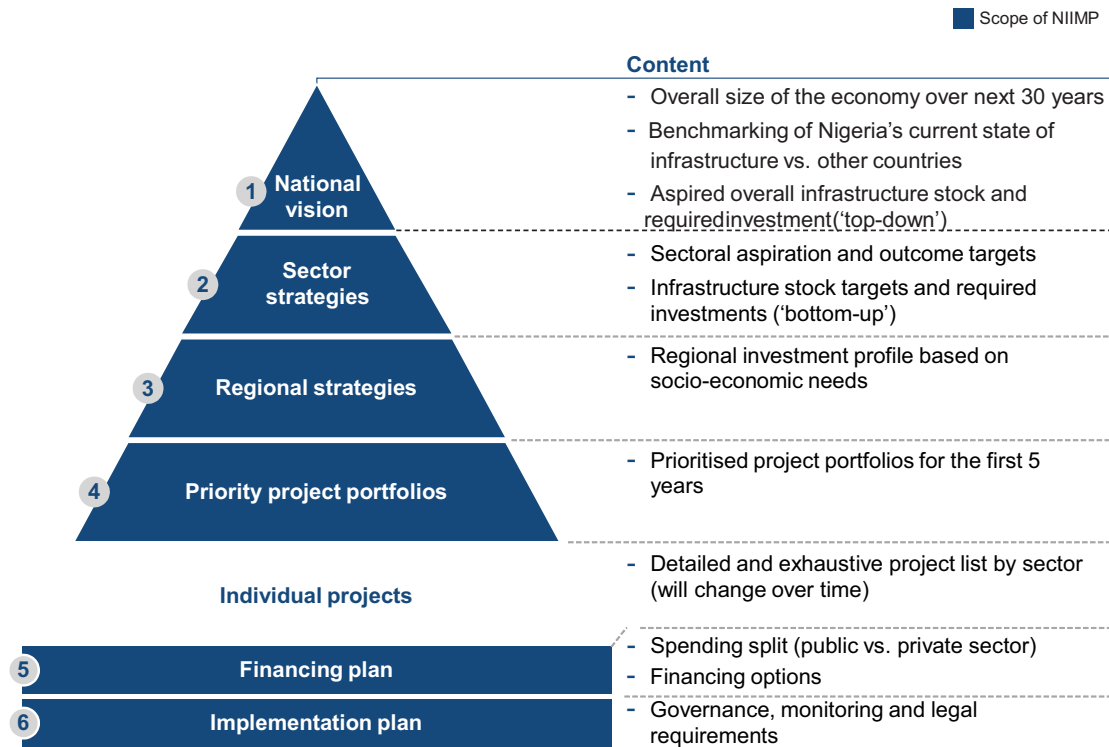 Scope of NIIMP
Content
- Overall size of the economy over next 30 years
- Benchmarking of Nigeria's current state of
infrastructure vs. other countries
- Aspired overall infrastructure stock and
requiredinvestment('top-down')
1
National
vision
- Sectoral aspiration and outcome targets
- Infrastructure stock targets and required
investments ('bottom-up')
2
Sector
strategies
- Regional investment profile based on
socio-economic needs
3
Regional strategies
- Prioritised project portfolios for the first 5
years
4
Priority project portfolios
- Detailed and exhaustive project list by sector
(will change over time)
Individual projects
- Spending split (public vs. private sector)
- Financing options
5
Financing plan
- Governance, monitoring and legal
requirements
6
Implementation plan